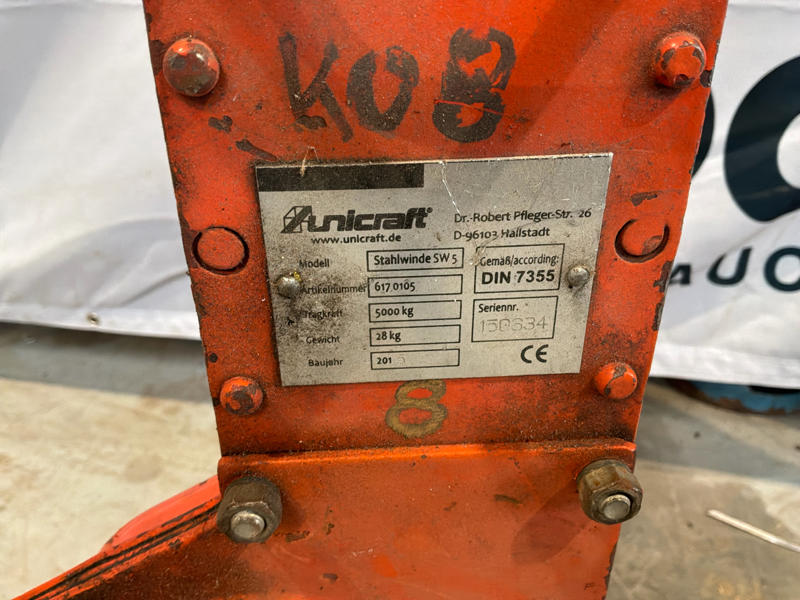 KO8
unicraft®
www.unicraft.de
Dr.-Robert Pfleger-Str. 26
D-96103 Hallstadt
Modell Stahlwinde SW 5
Artikelnummer 617 0105
Tragkraft 5000 kg
Gewicht 28 kg
Baujahr 201
Gemäß/according:
DIN 7355
Seriennr.
CE
8